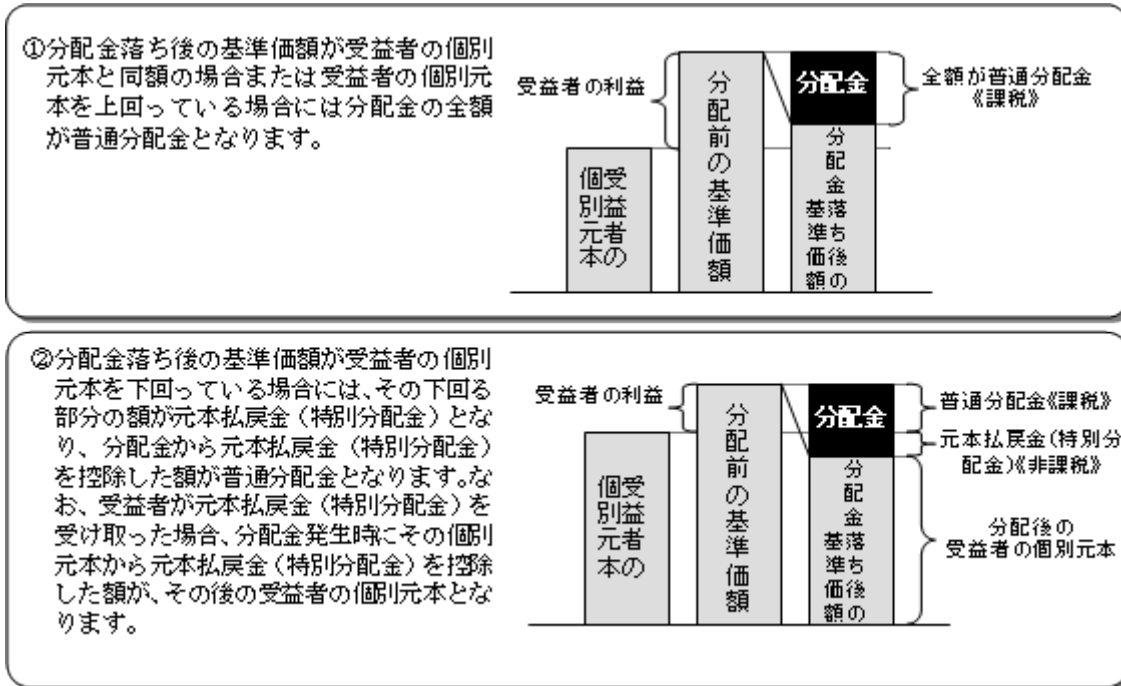 ①分配金落ち後の基準価額が受益者の個別
元本と同額の場合または受益者の個別元
本を上回っている場合には分配金の全額
が普通分配金となります。
受益者の利益
個別元本
受益者の
分配前の基準価額
分配金
分配金
基準価額
落ち後の
全額が普通分配金
《課税》
②分配金落ち後の基準価額が受益者の個別
元本を下回っている場合には、その下回る
部分の額が元本払戻金（特別分配金）とな
り、分配金から元本払戻金（特別分配金）
を控除した額が普通分配金となります。な
お、受益者が元本払戻金（特別分配金）を
受け取った場合、分配金発生時にその個別
元本から元本払戻金（特別分配金）を控除
した額が、その後の受益者の個別元本とな
ります。
受益者の利益
受益者の
個別元本
分配前の基準価額
分配金
分配金
落ち後の
基準価額
普通分配金《課税》
元本払戻金（特別分
配金）《非課税》
分配後の
受益者の個別元本